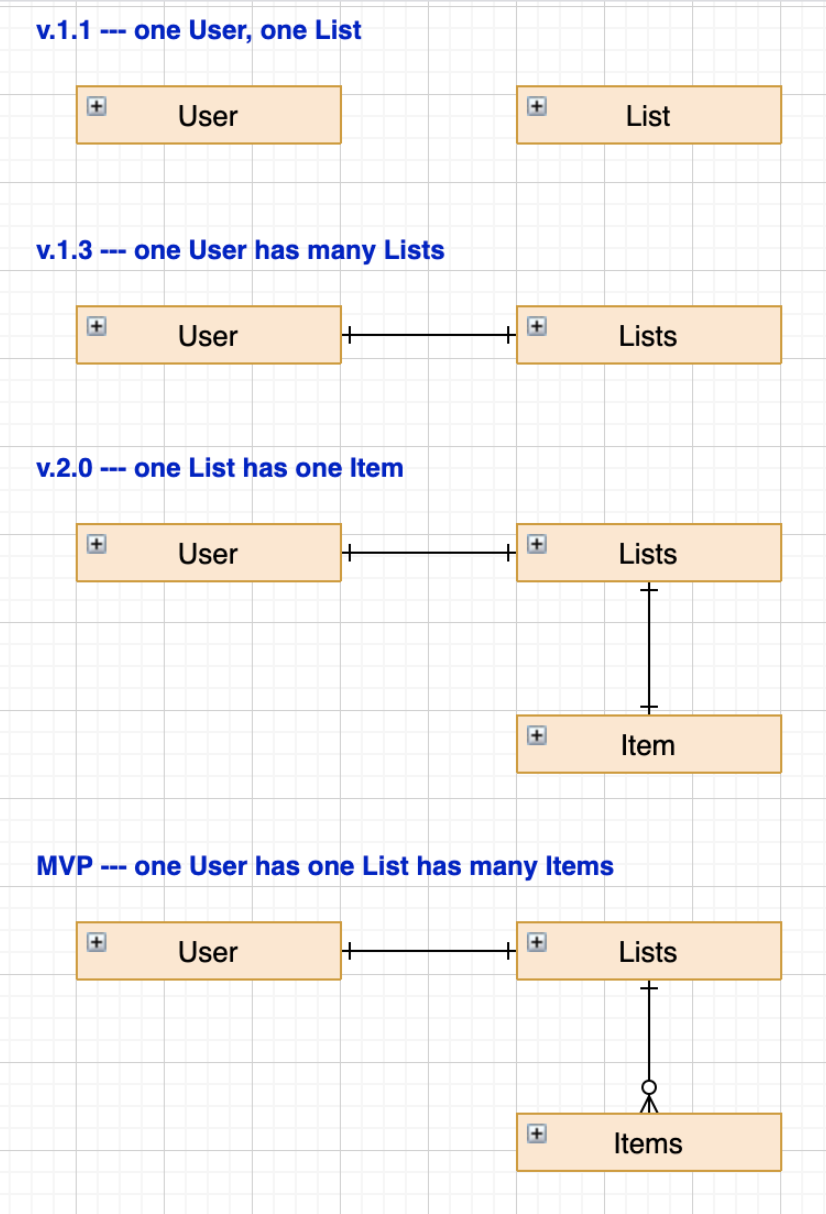 v.1.1 --- one User, one List
User
List
v.1.3 --- one User has many Lists
User
Lists
v.2.0 --- one List has one Item
User
Lists
Item
MVP --- one User has one List has many Items
User
Lists
Items